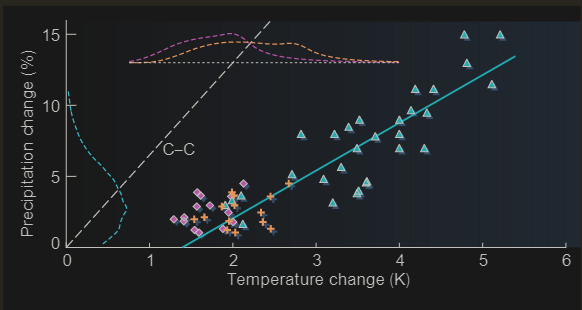 15
10
5
0
Precipitation change (%)
C–C
0 1 2 3 4 5 6
Temperature change (K)